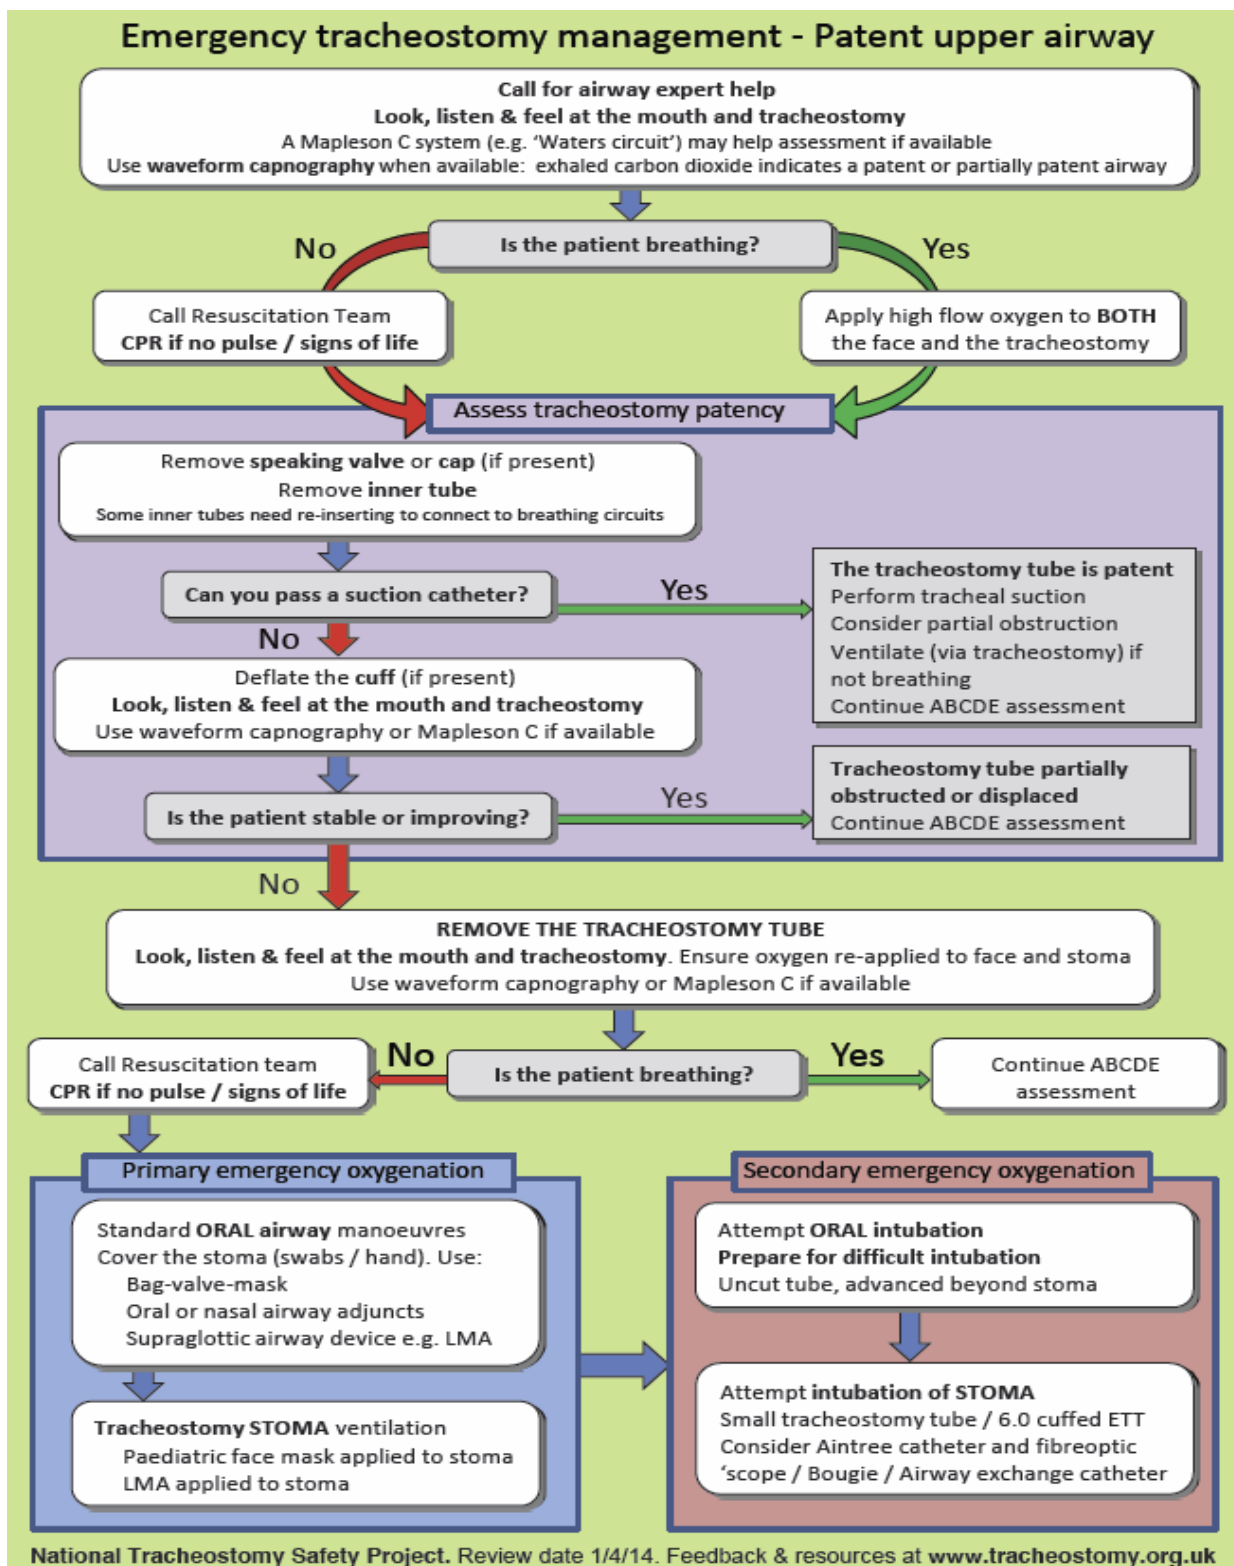 Emergency tracheostomy management - Patent upper airway
Call for airway expert help
Look, listen & feel at the mouth and tracheostomy
A Mapleson C system (e.g. ‘Waters circuit’) may help assessment if available
Use waveform capnography when available: exhaled carbon dioxide indicates a patent or partially patent airway
Is the patient breathing?
No
Yes
Call Resuscitation Team
CPR if no pulse / signs of life
Apply high flow oxygen to BOTH
the face and the tracheostomy
Assess tracheostomy patency
Remove speaking valve or cap (if present)
Remove inner tube
Some inner tubes need re-inserting to connect to breathing circuits
Can you pass a suction catheter?
Yes
The tracheostomy tube is patent
Perform tracheal suction
Consider partial obstruction
Ventilate (via tracheostomy) if
not breathing
Continue ABCDE assessment
No
Deflate the cuff (if present)
Look, listen & feel at the mouth and tracheostomy
Use waveform capnography or Mapleson C if available
Is the patient stable or improving?
Yes
Tracheostomy tube partially
obstructed or displaced
Continue ABCDE assessment
No
REMOVE THE TRACHEOSTOMY TUBE
Look, listen & feel at the mouth and tracheostomy. Ensure oxygen re-applied to face and stoma
Use waveform capnography or Mapleson C if available
Is the patient breathing?
No
Yes
Call Resuscitation team
CPR if no pulse / signs of life
Continue ABCDE
assessment
Primary emergency oxygenation
Standard ORAL airway manoeuvres
Cover the stoma (swabs / hand). Use:
Bag-valve-mask
Oral or nasal airway adjuncts
Supraglottic airway device e.g. LMA
Tracheostomy STOMA ventilation
Paediatric face mask applied to stoma
LMA applied to stoma
Secondary emergency oxygenation
Attempt ORAL intubation
Prepare for difficult intubation
Uncut tube, advanced beyond stoma
Attempt intubation of STOMA
Small tracheostomy tube / 6.0 cuffed ETT
Consider Aintree catheter and fibreoptic
‘scope / Bougie / Airway exchange catheter
National Tracheostomy Safety Project. Review date 1/4/14. Feedback & resources at www.tracheostomy.org.uk